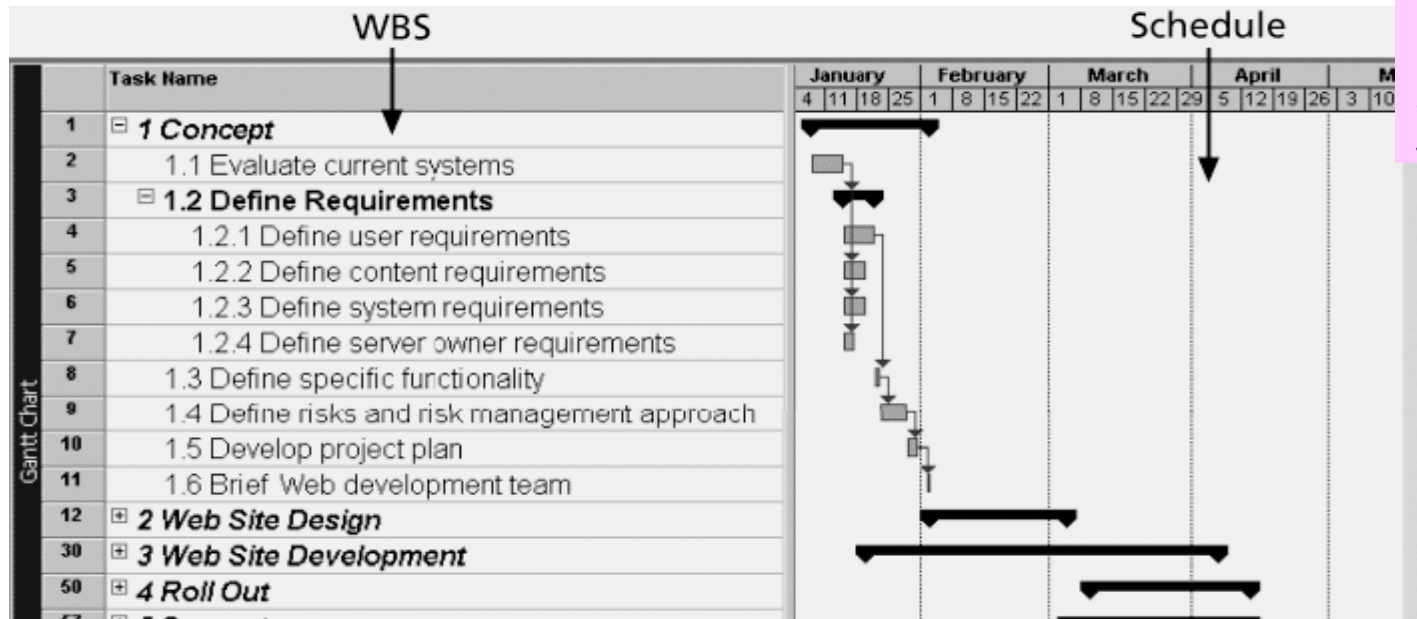 WBS Schedule
Task Name January February March April M
4 11 18 25 1 8 15 22 1 8 15 22 29 5 12 19 26 3 10
1 1 Concept
2 1.1 Evaluate current systems
3 1.2 Define Requirements
4 1.2.1 Define user requirements
5 1.2.2 Define content requirements
6 1.2.3 Define system requirements
7 1.2.4 Define server owner requirements
8 1.3 Define specific functionality
9 1.4 Define risks and risk management approach
10 1.5 Develop project plan
11 1.6 Brief Web development team
12 2 Web Site Design
30 3 Web Site Development
50 4 Roll Out
Gantt Chart